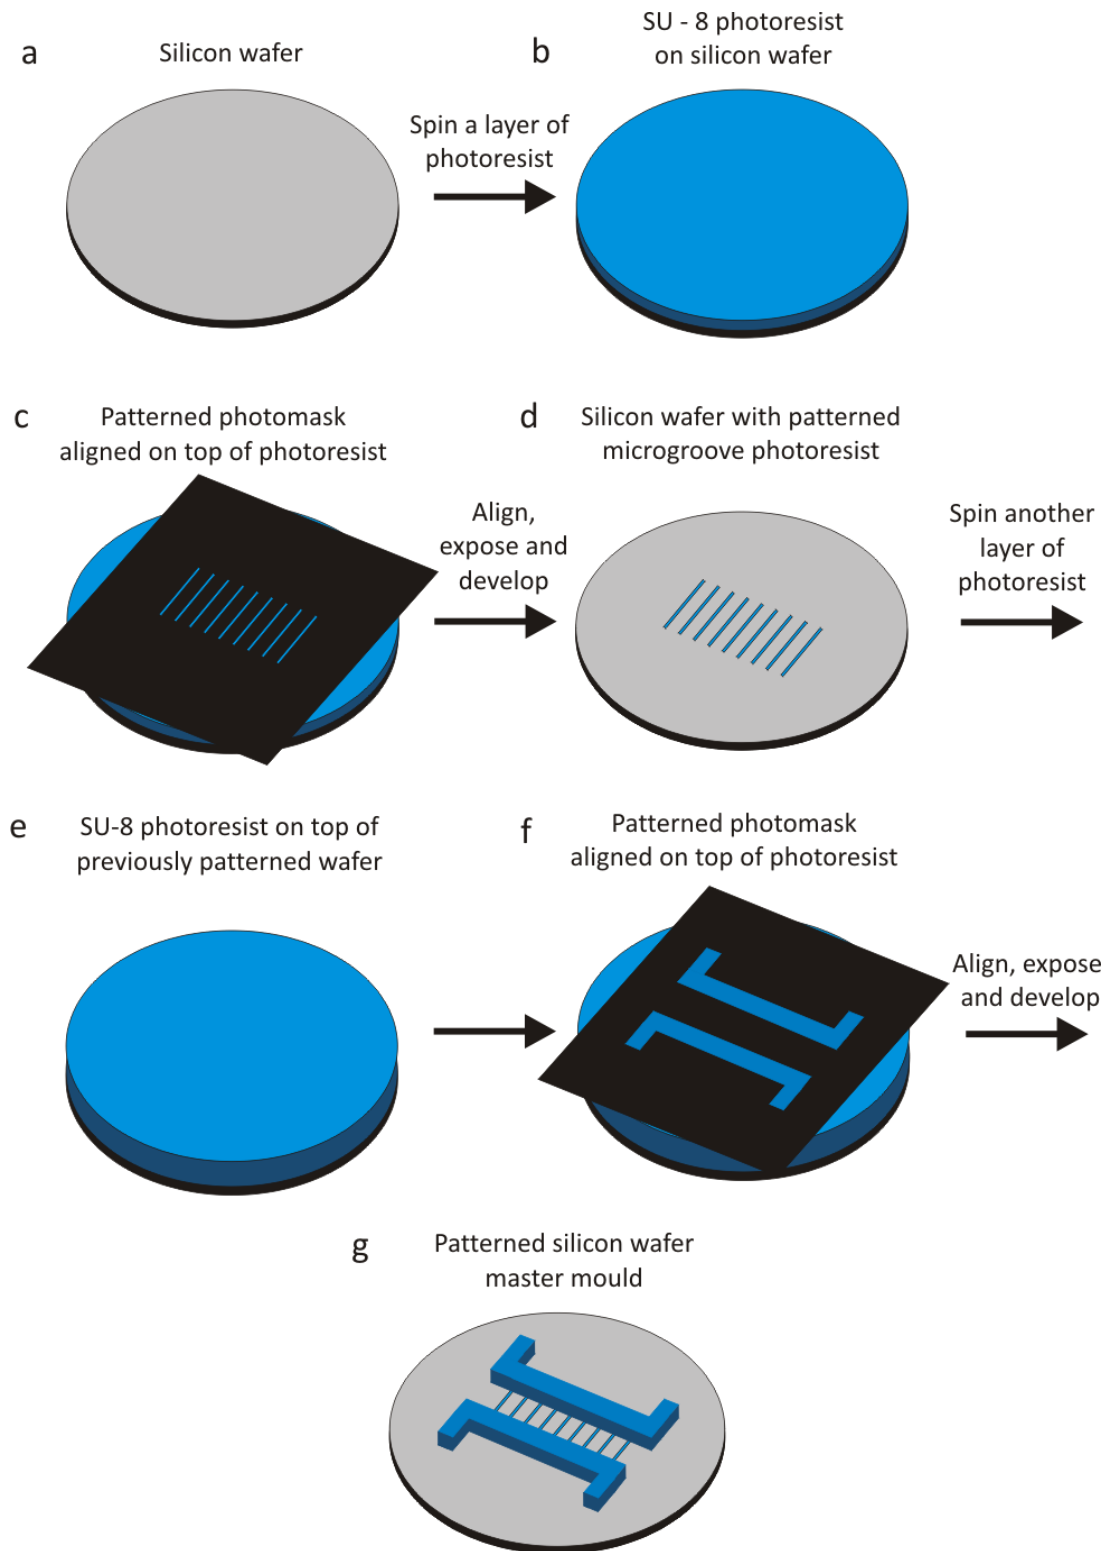 a
Silicon wafer
Spin a layer of
photoresist
b
SU - 8 photoresist
on silicon wafer
c
Patterned photomask
aligned on top of photoresist
Align,
expose and
develop
d
Silicon wafer with patterned
microgroove photoresist
Spin another
layer of
photoresist
e
SU-8 photoresist on top of
previously patterned wafer
f
Patterned photomask
aligned on top of photoresist
Align, expose
and develop
g
Patterned silicon wafer
master mould